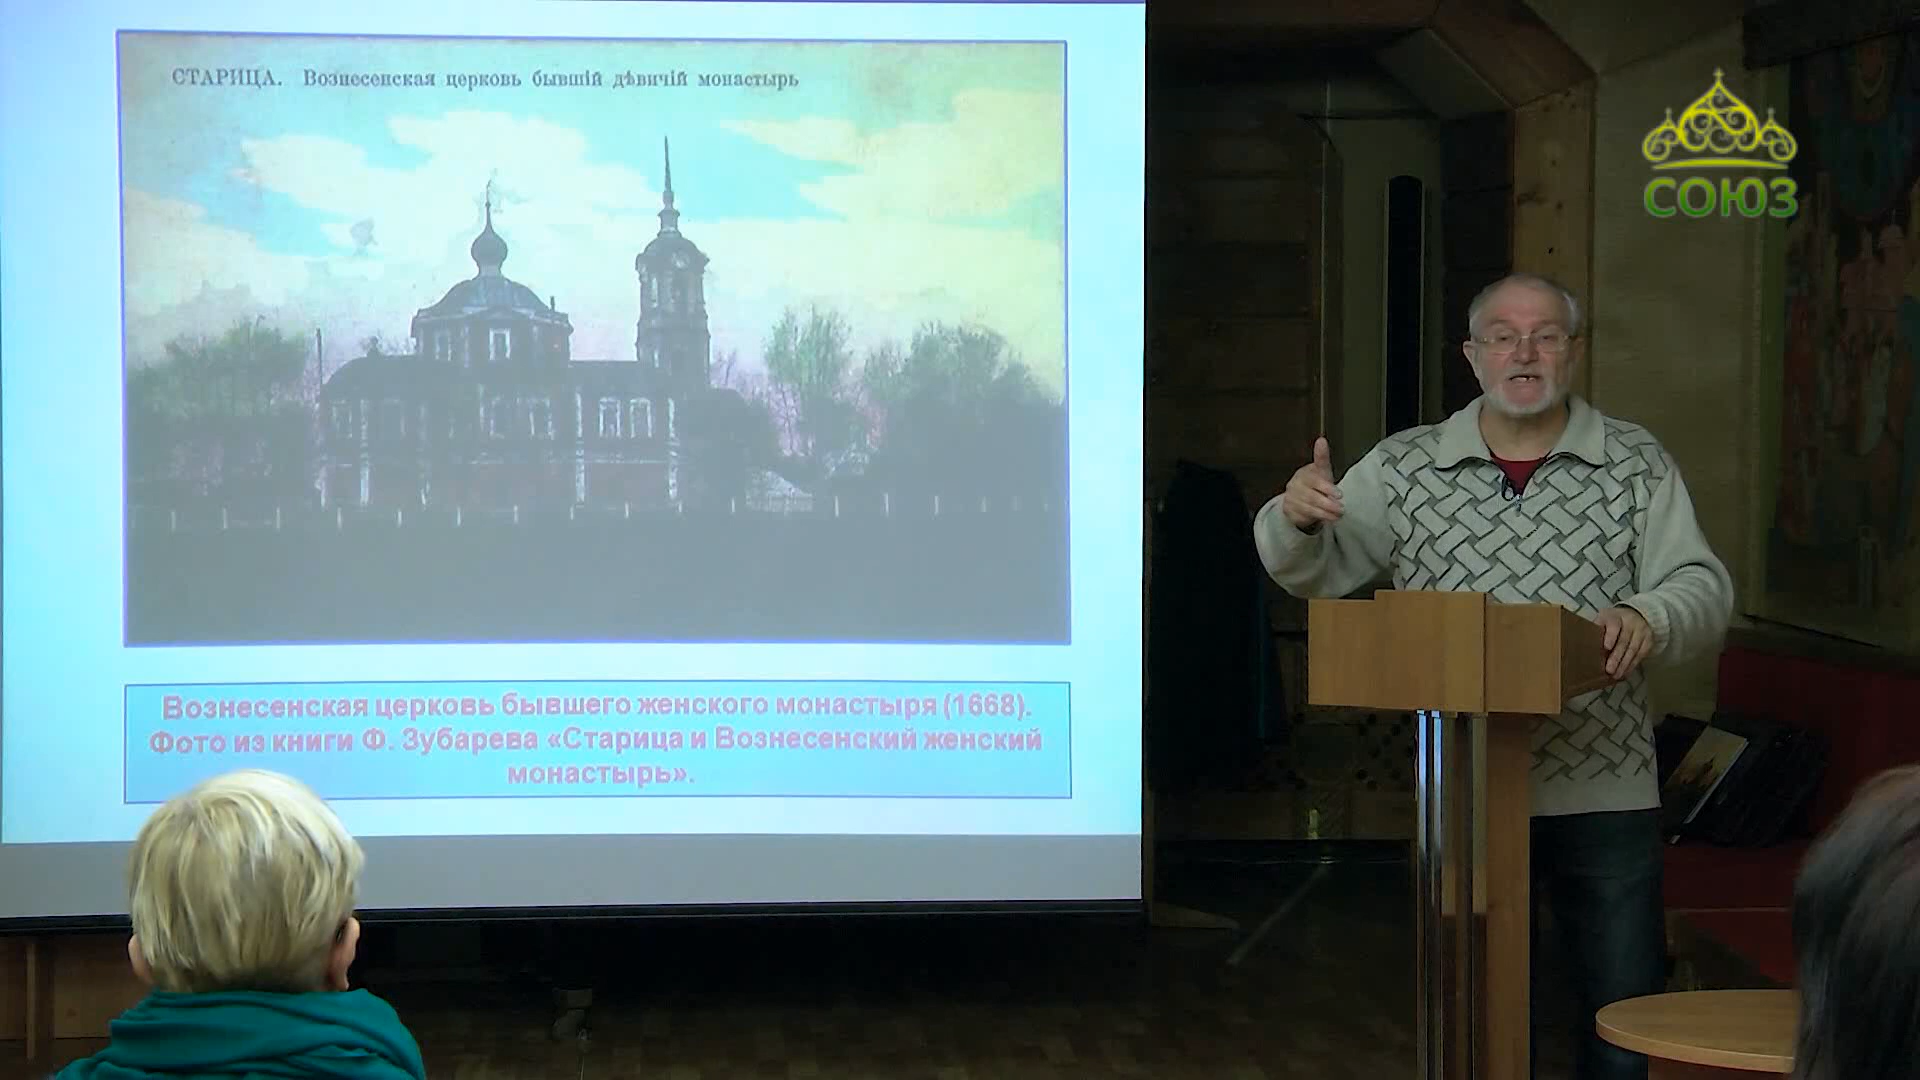 СТАРИЦА. Вознесенская церковь бывшій дѣвичій монастырь
СОЮЗ
Вознесенская церковь бывшего женского монастыря (1668).
Фото из книги Ф. Зубарева «Старица и Вознесенский женский
монастырь».